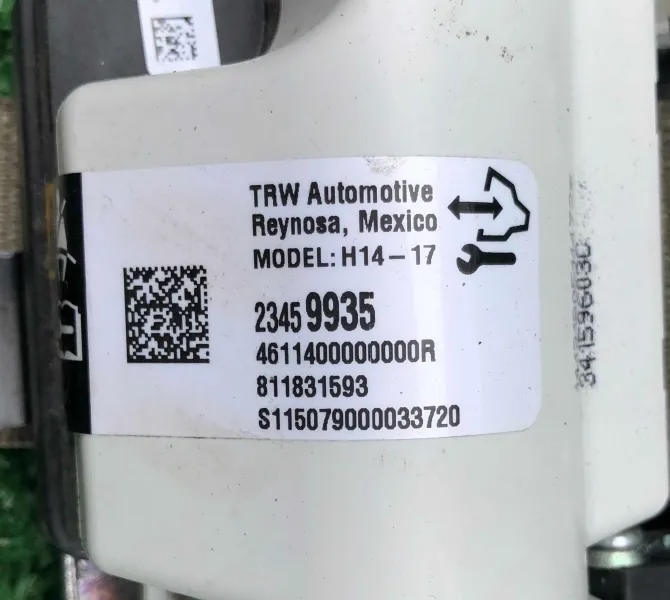 TRW Automotive
Reynosa, Mexico
MODEL: H14-17
2345 9935
4611400000000R
811831593
S115079000033720